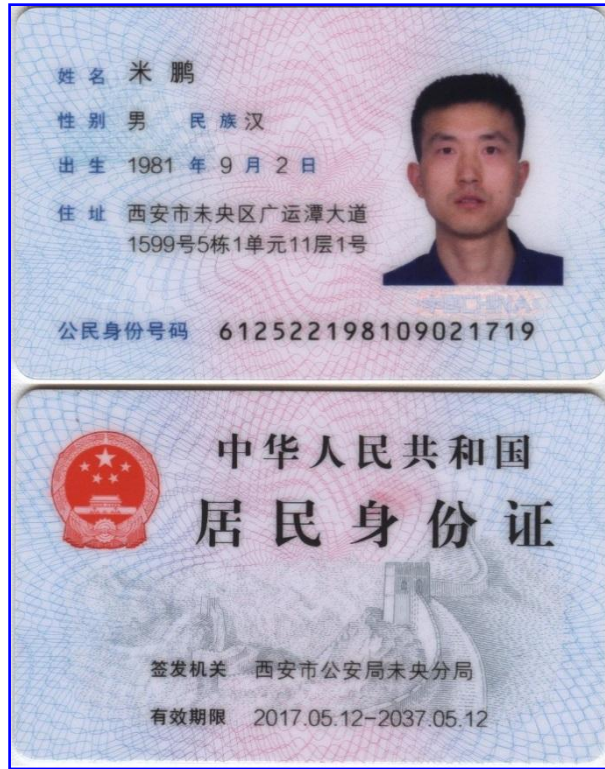 姓名 米鹏
性别 男 民族 汉
出生 1981 年 9 月 2 日
住址 西安市未央区广运潭大道
1599号5栋1单元11层1号
公民身份号码 612522198109021719
中华人民共和国
居民身份证
签发机关 西安市公安局未央分局
有效期限 2017.05.12-2037.05.12